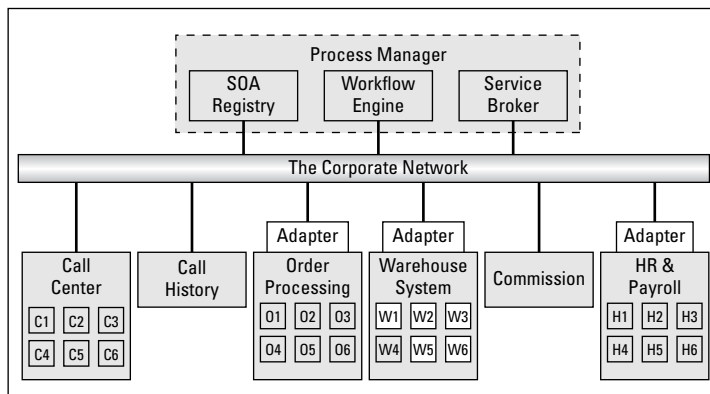 Process Manager
SOA
Registry
Workflow
Engine
Service
Broker
The Corporate Network
Adapter
Adapter
Adapter
Call
Center
Call
History
Order
Processing
Warehouse
System
Commission
HR &
Payroll
C1 C2 C3
C4 C5 C6
O1 O2 O3
O4 O5 O6
W1 W2 W3
W4 W5 W6
H1 H2 H3
H4 H5 H6